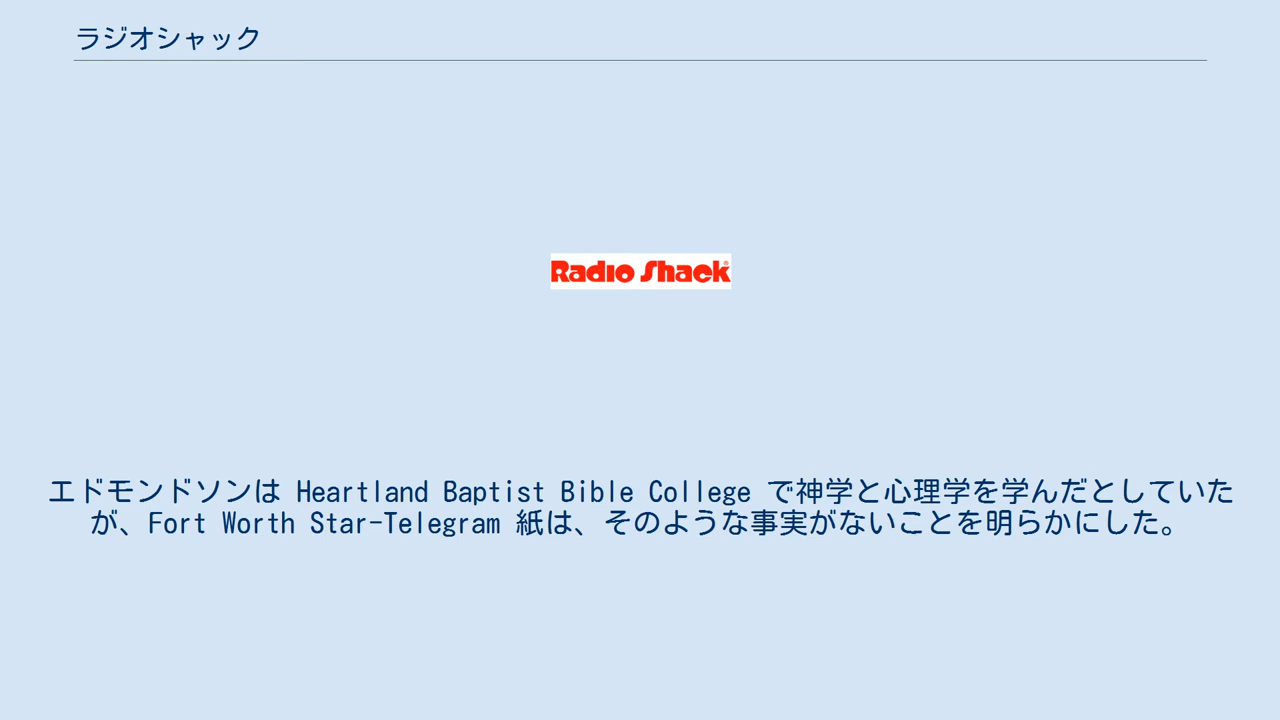 ラジオシャック
Radio Shack®
エドモンドソンは Heartland Baptist Bible College で神学と心理学を学んだとしていた
が、Fort Worth Star-Telegram 紙は、そのような事実がないことを明らかにした。